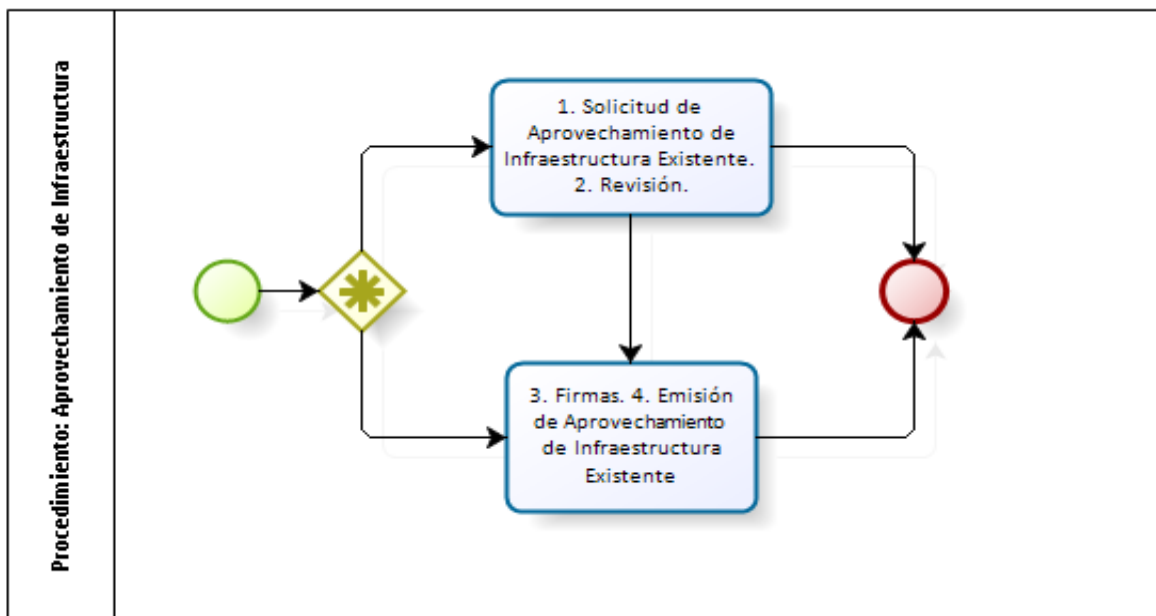 Procedimiento: Aprovechamiento de Infraestructura
1. Solicitud de
Aprovechamiento de
Infraestructura Existente.
2. Revisión.
3. Firmas. 4. Emisión
de Aprovechamiento
de Infraestructura
Existente